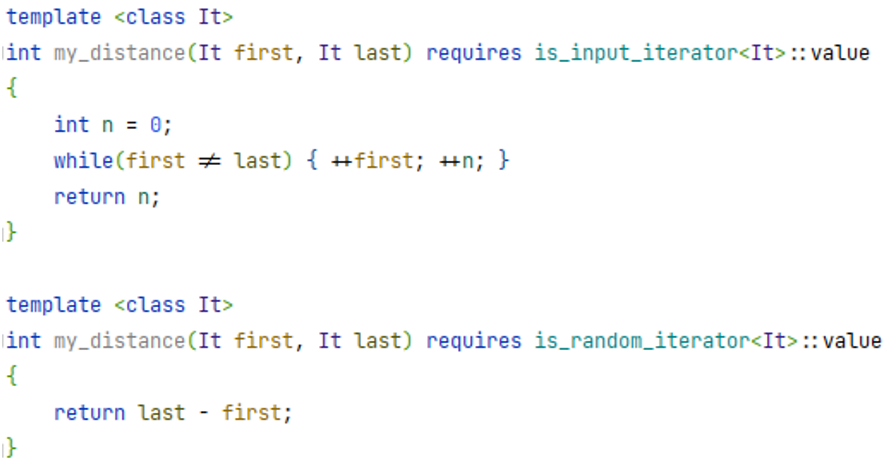 template <class It>
int my_distance(It first, It last) requires is_input_iterator<It>::value
{
    int n = 0;
    while(first != last) { ++first; ++n; }
    return n;
}

template <class It>
int my_distance(It first, It last) requires is_random_iterator<It>::value
{
    return last - first;
}